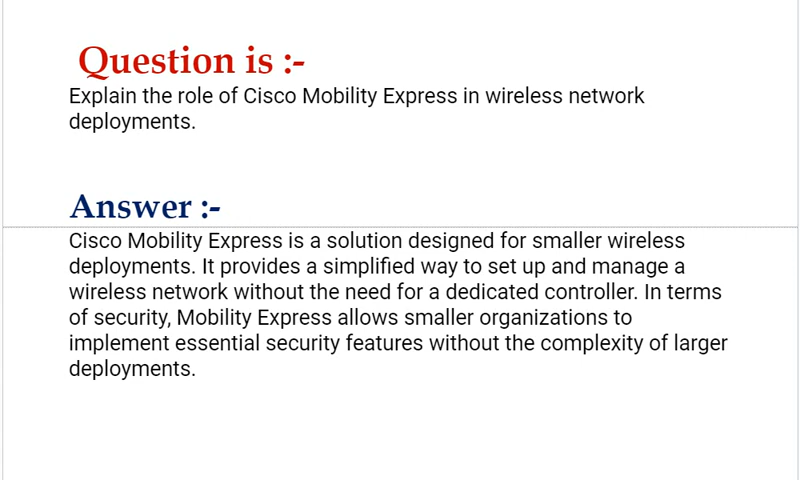 Question is :-
Explain the role of Cisco Mobility Express in wireless network
deployments.
Answer :-
Cisco Mobility Express is a solution designed for smaller wireless
deployments. It provides a simplified way to set up and manage a
wireless network without the need for a dedicated controller. In terms
of security, Mobility Express allows smaller organizations to
implement essential security features without the complexity of larger
deployments.